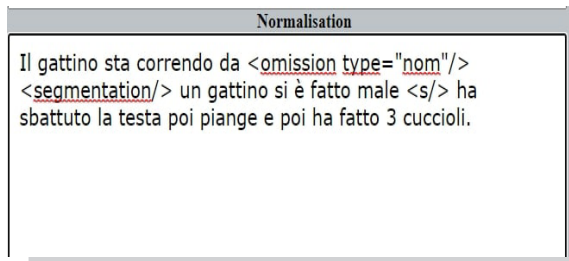 Normalisation
Il gattino sta correndo da <omission type="nom"/>
<segmentation/> un gattino si è fatto male <s/> ha
sbattuto la testa poi piange e poi ha fatto 3 cuccioli.